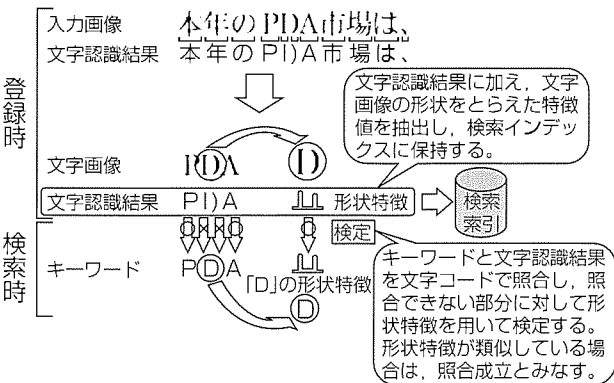 入力画像 本年のPDA市場は、
文字認識結果 本年のPI)A市場は、
登録時
文字認識結果に加え，文字
画像の形状をとらえた特徴
値を抽出し，検索インデッ
クスに保持する。
文字画像 PDA D
文字認識結果 PI)A 形状特徴
検索
索引
検索時
検定
キーワード PDA
「D」の形状特徴
D
キーワードと文字認識結果
を文字コードで照合し，照
合できない部分に対して形
状特徴を用いて検定する。
形状特徴が類似している場
合は，照合成立とみなす。